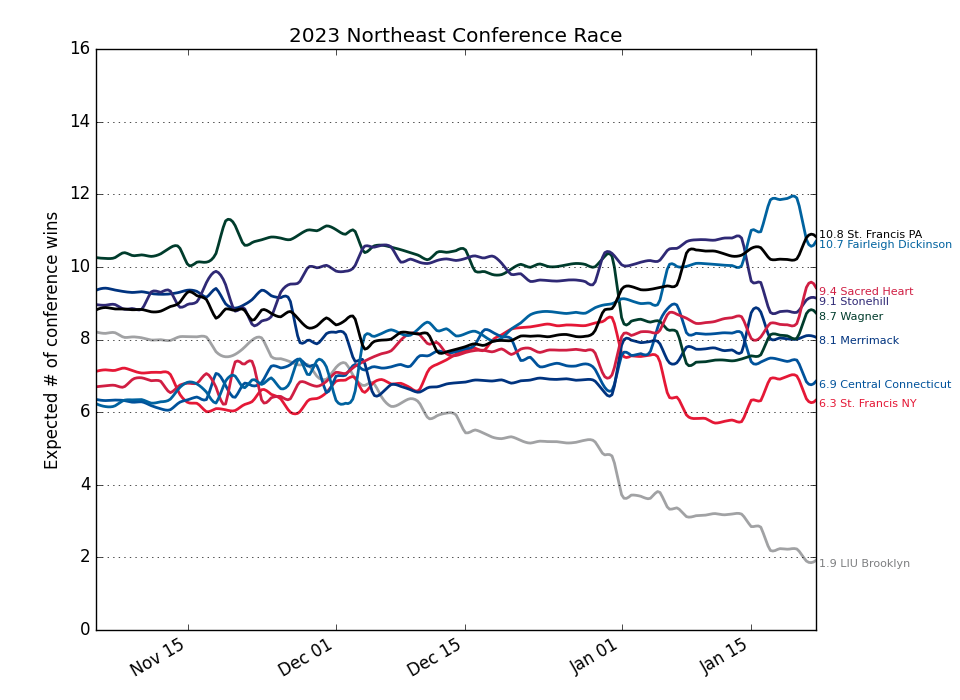 2023 Northeast Conference Race
Expected # of conference wins
16
14
12
10
8
6
4
2
0
Nov 15
Dec 01
Dec 15
Jan 01
Jan 15
10.8 St. Francis PA
10.7 Fairleigh Dickinson
9.4 Sacred Heart
9.1 Stonehill
8.7 Wagner
8.1 Merrimack
6.9 Central Connecticut
6.3 St. Francis NY
1.9 LIU Brooklyn